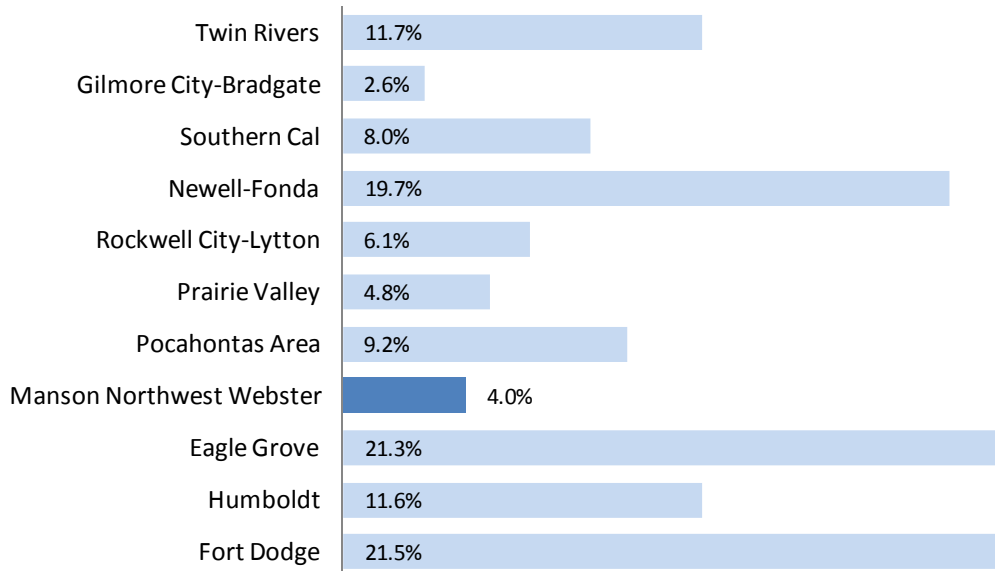 Twin Rivers 11.7%
Gilmore City-Bradgate 2.6%
Southern Cal 8.0%
Newell-Fonda 19.7%
Rockwell City-Lytton 6.1%
Prairie Valley 4.8%
Pocahontas Area 9.2%
Manson Northwest Webster 4.0%
Eagle Grove 21.3%
Humboldt 11.6%
Fort Dodge 21.5%